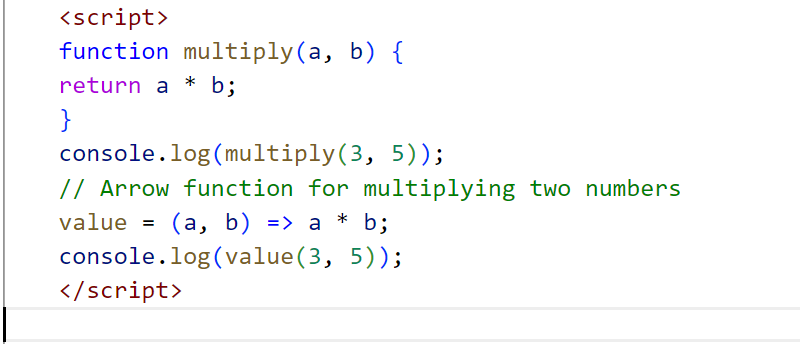 <script>
function multiply(a, b) {
return a * b;
}
console.log(multiply(3, 5));
// Arrow function for multiplying two numbers
value = (a, b) => a * b;
console.log(value(3, 5));
</script>